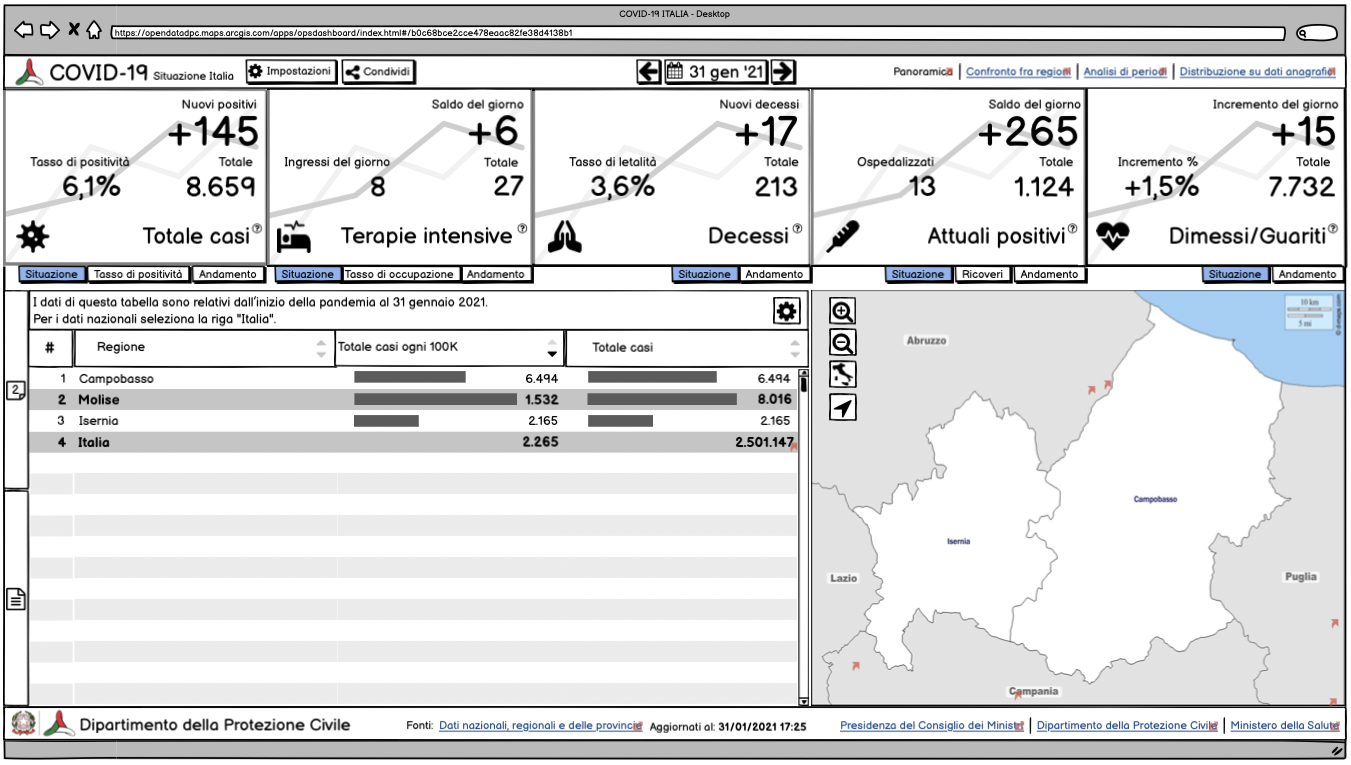 COVID-19 ITALIA - Desktop
https://opendatadpc.maps.arcgis.com/apps/opsdashboard/index.html#/b0c68bce2cce478eaac82fe38d4138b1
COVID-19 Situazione Italia Impostazioni Condividi 31 gen '21 Panoramica Confronto fra regioni Analisi di periodi Distribuzione su dati anagrafici
Nuovi positivi
+145
Tasso di positività Totale
6,1% 8.659
Totale casi ?
Situazione Tasso di positività Andamento
Saldo del giorno
+6
Ingressi del giorno Totale
8 27
Terapie intensive ?
Situazione Tasso di occupazione Andamento
Nuovi decessi
+17
Tasso di letalità Totale
3,6% 213
Decessi ?
Situazione Andamento
Saldo del giorno
+265
Ospedalizzati Totale
13 1.124
Attuali positivi ?
Situazione Ricoveri Andamento
Incremento del giorno
+15
Incremento % Totale
+1,5% 7.732
Dimessi/Guariti ?
Situazione Andamento
I dati di questa tabella sono relativi dall'inizio della pandemia al 31 gennaio 2021.
Per i dati nazionali seleziona la riga "Italia".
2
# Regione Totale casi ogni 100K Totale casi
1 Campobasso 6.494 6.494
2 Molise 1.532 8.016
3 Isernia 2.165 2.165
4 Italia 2.265 2.501.147
10 km
5 mi
© d-maps.com
Abruzzo
Campobasso
Isernia
Lazio
Puglia
Campania
Dipartimento della Protezione Civile Fonti: Dati nazionali, regionali e delle province Aggiornati al: 31/01/2021 17:25 Presidenza del Consiglio dei Ministri Dipartimento della Protezione Civile Ministero della Salute